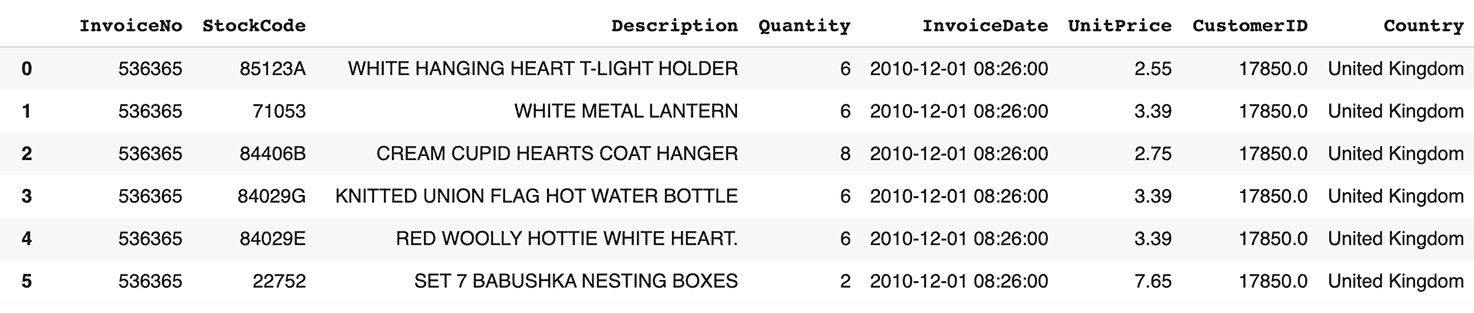 InvoiceNo StockCode Description Quantity InvoiceDate UnitPrice CustomerID Country
0 536365 85123A WHITE HANGING HEART T-LIGHT HOLDER 6 2010-12-01 08:26:00 2.55 17850.0 United Kingdom
1 536365 71053 WHITE METAL LANTERN 6 2010-12-01 08:26:00 3.39 17850.0 United Kingdom
2 536365 84406B CREAM CUPID HEARTS COAT HANGER 8 2010-12-01 08:26:00 2.75 17850.0 United Kingdom
3 536365 84029G KNITTED UNION FLAG HOT WATER BOTTLE 6 2010-12-01 08:26:00 3.39 17850.0 United Kingdom
4 536365 84029E RED WOOLLY HOTTIE WHITE HEART. 6 2010-12-01 08:26:00 3.39 17850.0 United Kingdom
5 536365 22752 SET 7 BABUSHKA NESTING BOXES 2 2010-12-01 08:26:00 7.65 17850.0 United Kingdom